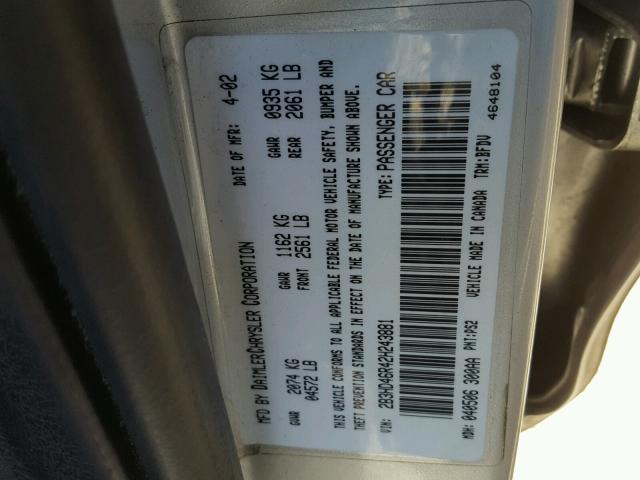 MFD BY DAIMLERCHRYSLER CORPORATION DATE OF MFR: 4-02
GVWR 2074 KG GAWR 1162 KG GAWR 0935 KG
04572 LB FRONT 2561 LB REAR 2061 LB
THIS VEHICLE CONFORMS TO ALL APPLICABLE FEDERAL MOTOR VEHICLE SAFETY, BUMPER AND
THEFT PREVENTION STANDARDS IN EFFECT ON THE DATE OF MANUFACTURE SHOWN ABOVE.
VIN: 2B3HD46R42H243881 TYPE: PASSENGER CAR
MDH: 040506 300AA PNT: PS2 VEHICLE MADE IN CANADA TRM: BFDV
4648104